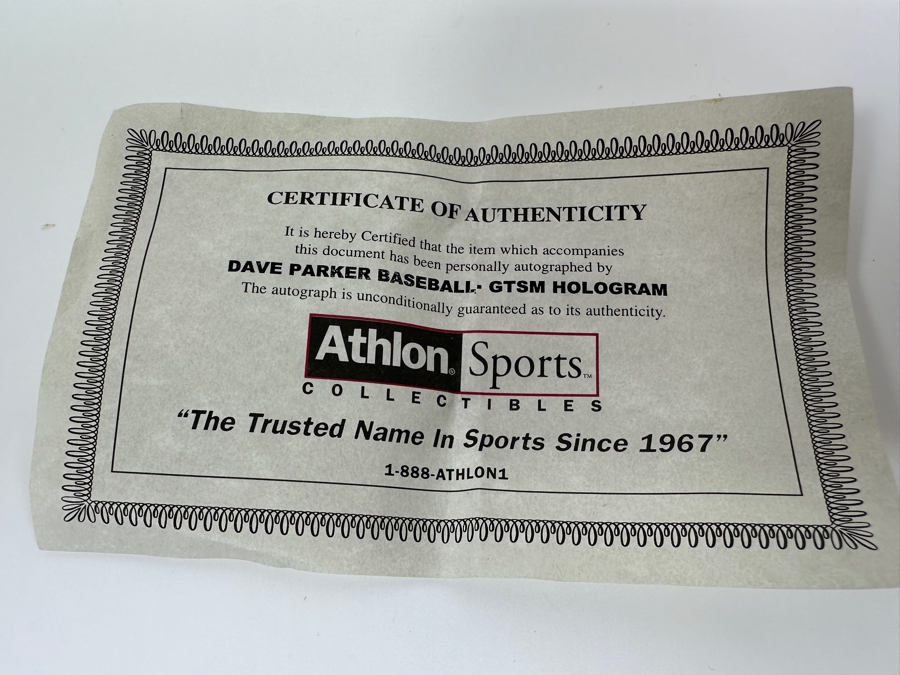 CERTIFICATE OF AUTHENTICITY
It is hereby Certified that the item which accompanies
this document has been personally autographed by
DAVE PARKER BASEBALL- GTSM HOLOGRAM
The autograph is unconditionally guaranteed as to its authenticity.
Athlon® Sports™
COLLECTIBLES
“The Trusted Name In Sports Since 1967”
1-888-ATHLON1